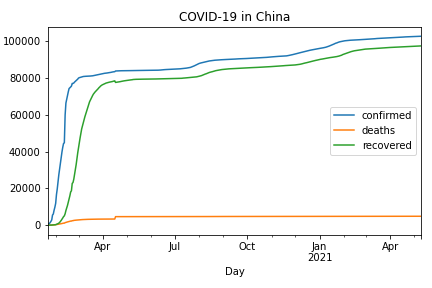 COVID-19 in China
100000
80000
60000
40000
20000
0
confirmed
deaths
recovered
Apr Jul Oct Jan Apr
2021
Day